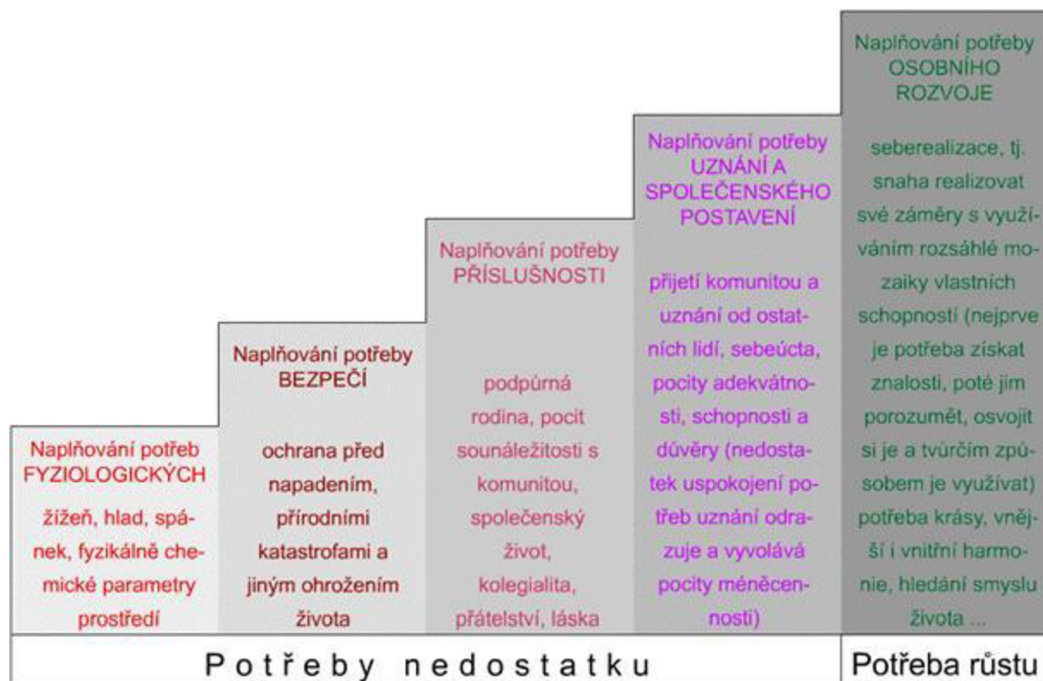 Naplňování potřeb
FYZIOLOGICKÝCH
žížeň, hlad, spá-
nek, fyzikálně che-
mické parametry
prostředí
Naplňování potřeby
BEZPEČÍ
ochrana před
napadením,
přírodními
katastrofami a
jiným ohrožením
života
Naplňování potřeby
PŘÍSLUŠNOSTI
podpůrná
rodina, pocit
sounáležitosti s
komunitou,
společenský
život,
kolegialita,
přátelství, láska
Naplňování potřeby
UZNÁNÍ A
SPOLEČENSKÉHO
POSTAVENÍ
přijetí komunitou a
uznání od ostat-
ních lidí, sebeúcta,
pocity adekvátno-
sti, schopnosti a
důvěry (nedosta-
tek uspokojení po-
třeb uznání odra-
zuje a vyvolává
pocity méněcen-
nosti)
Naplňování potřeby
OSOBNÍHO
ROZVOJE
seberealizace, tj.
snaha realizovat
své záměry s využí-
váním rozsáhlé mo-
zaiky vlastních
schopností (nejprve
je potřeba získat
znalosti, poté jim
porozumět, osvojit
si je a tvůrčím způ-
sobem je využívat)
potřeba krásy, vněj-
ší i vnitřní harmo-
nie, hledání smyslu
života ...
Potřeby nedostatku
Potřeba růstu